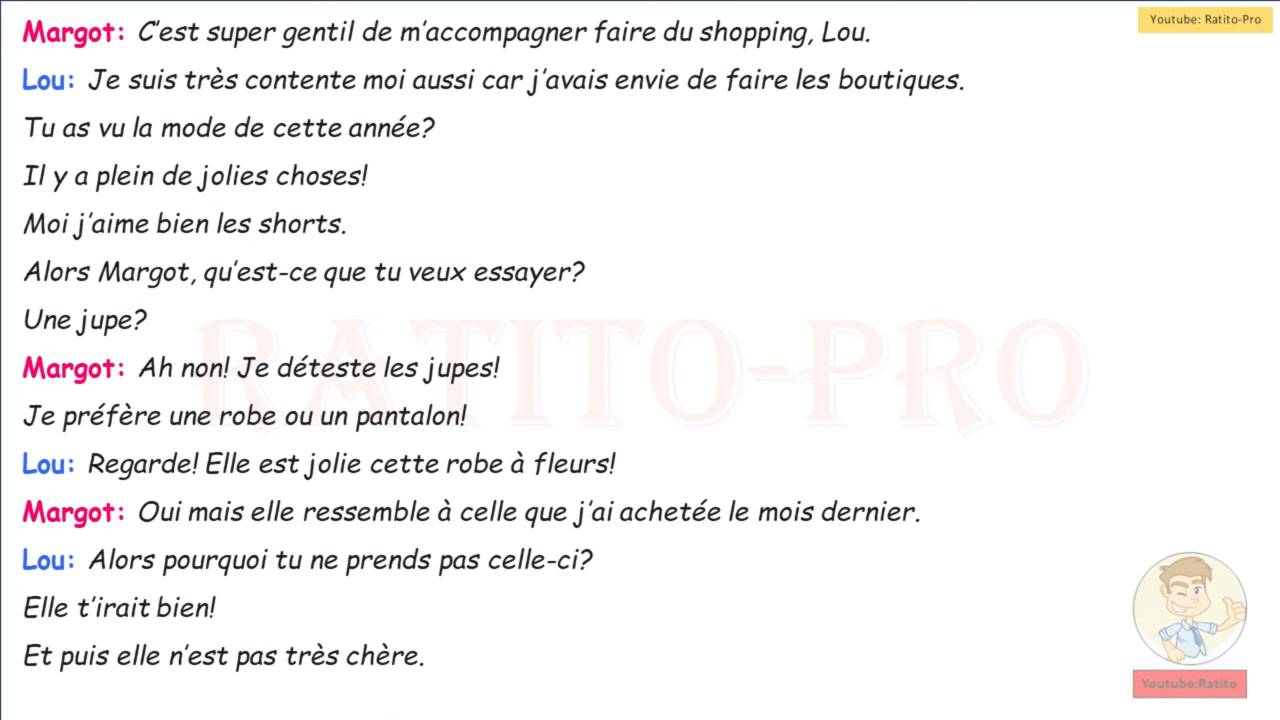 Youtube: Ratito-Pro
Margot: C'est super gentil de m'accompagner faire du shopping, Lou.
Lou: Je suis très contente moi aussi car j'avais envie de faire les boutiques.
Tu as vu la mode de cette année?
Il y a plein de jolies choses!
Moi j'aime bien les shorts.
Alors Margot, qu'est-ce que tu veux essayer?
Une jupe?
RATITO-PRO
Margot: Ah non! Je déteste les jupes!
Je préfère une robe ou un pantalon!
Lou: Regarde! Elle est jolie cette robe à fleurs!
Margot: Oui mais elle ressemble à celle que j'ai achetée le mois dernier.
Lou: Alors pourquoi tu ne prends pas celle-ci?
Elle t'irait bien!
Et puis elle n'est pas très chère.
Youtube:Ratito